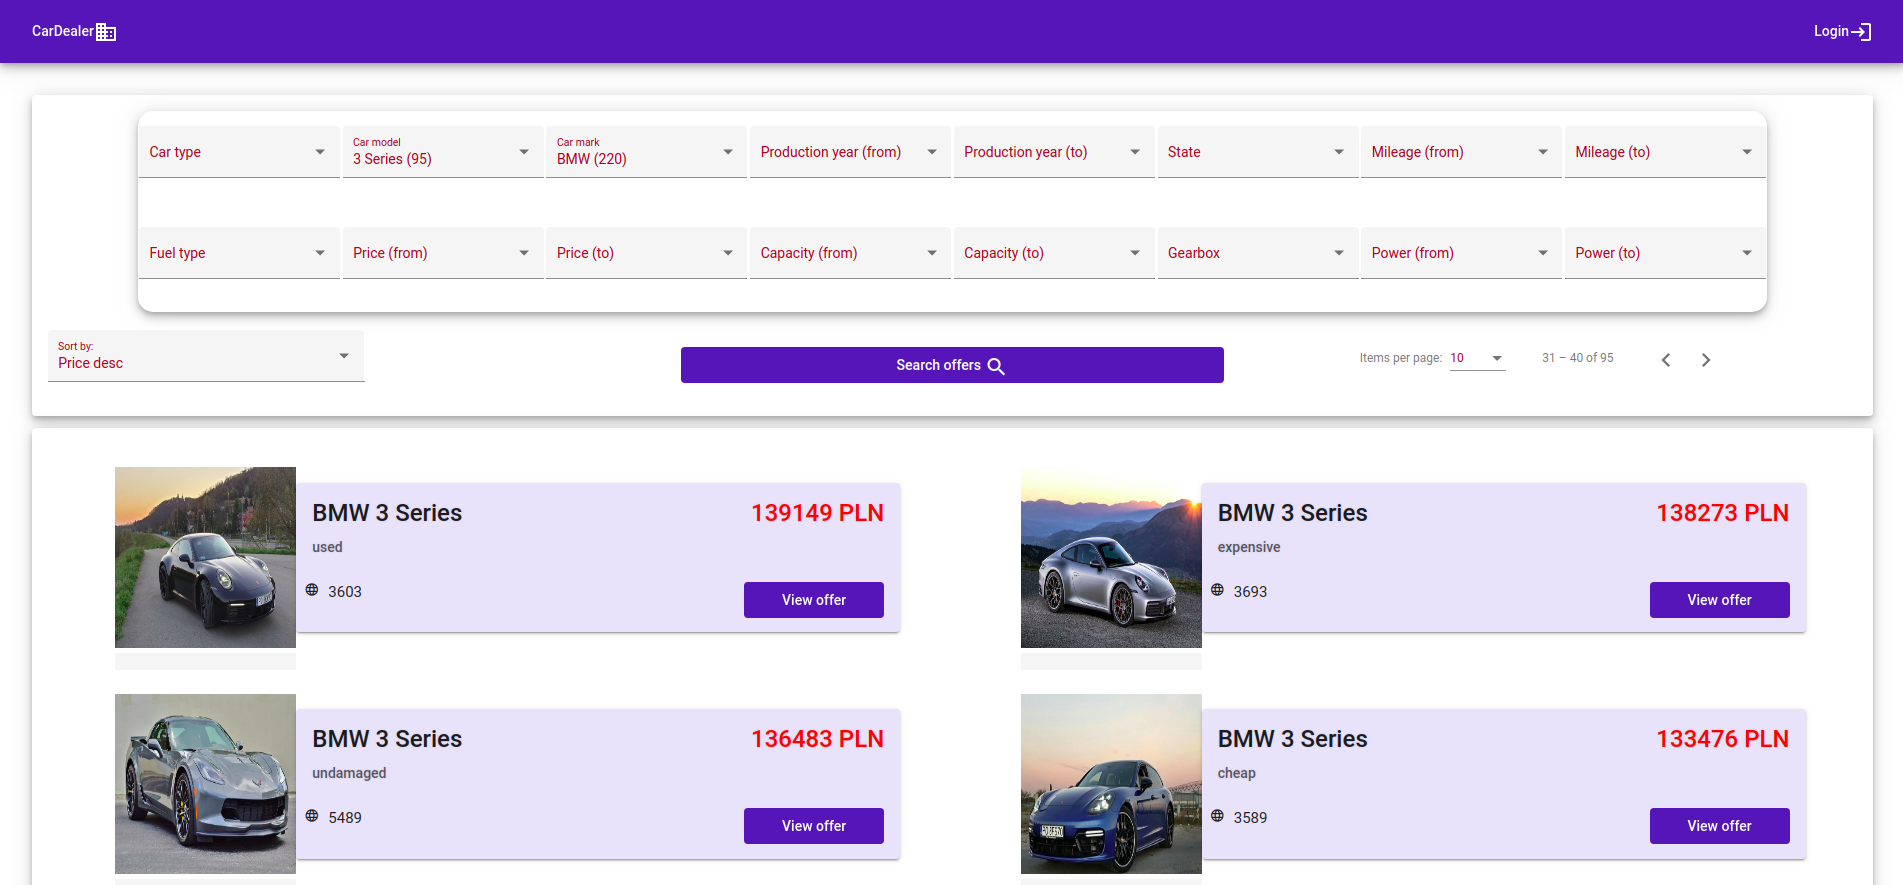 CarDealer
Login
Car type
Car model
3 Series (95)
Car mark
BMW (220)
Production year (from)
Production year (to)
State
Mileage (from)
Mileage (to)
Fuel type
Price (from)
Price (to)
Capacity (from)
Capacity (to)
Gearbox
Power (from)
Power (to)
Sort by:
Price desc
Search offers
Items per page: 10
31 – 40 of 95
BMW 3 Series
139149 PLN
used
3603
View offer
BMW 3 Series
138273 PLN
expensive
3693
View offer
BMW 3 Series
136483 PLN
undamaged
5489
View offer
BMW 3 Series
133476 PLN
cheap
3589
View offer